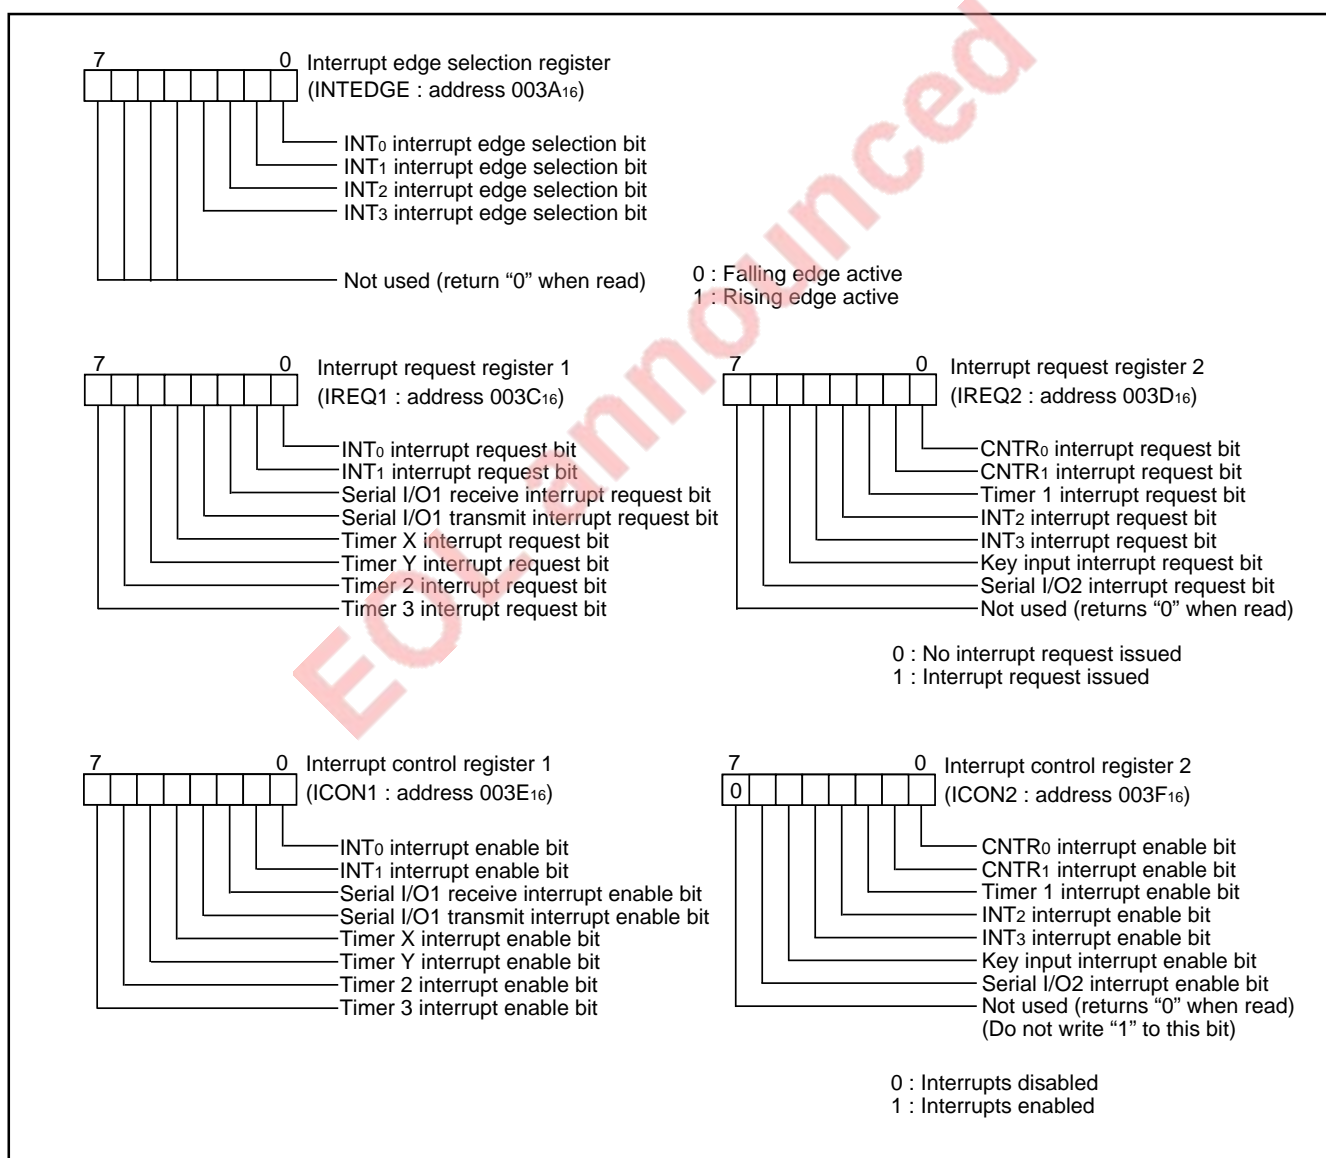 7 0 Interrupt edge selection register
(INTEDGE : address 003A16)
INT0 interrupt edge selection bit
INT1 interrupt edge selection bit
INT2 interrupt edge selection bit
INT3 interrupt edge selection bit
Not used (return “0” when read)
0 : Falling edge active
1 : Rising edge active
7 0 Interrupt request register 1
(IREQ1 : address 003C16)
INT0 interrupt request bit
INT1 interrupt request bit
Serial I/O1 receive interrupt request bit
Serial I/O1 transmit interrupt request bit
Timer X interrupt request bit
Timer Y interrupt request bit
Timer 2 interrupt request bit
Timer 3 interrupt request bit
7 0 Interrupt request register 2
(IREQ2 : address 003D16)
CNTR0 interrupt request bit
CNTR1 interrupt request bit
Timer 1 interrupt request bit
INT2 interrupt request bit
INT3 interrupt request bit
Key input interrupt request bit
Serial I/O2 interrupt request bit
Not used (returns “0” when read)
0 : No interrupt request issued
1 : Interrupt request issued
7 0 Interrupt control register 1
(ICON1 : address 003E16)
INT0 interrupt enable bit
INT1 interrupt enable bit
Serial I/O1 receive interrupt enable bit
Serial I/O1 transmit interrupt enable bit
Timer X interrupt enable bit
Timer Y interrupt enable bit
Timer 2 interrupt enable bit
Timer 3 interrupt enable bit
7 0 Interrupt control register 2
0 (ICON2 : address 003F16)
CNTR0 interrupt enable bit
CNTR1 interrupt enable bit
Timer 1 interrupt enable bit
INT2 interrupt enable bit
INT3 interrupt enable bit
Key input interrupt enable bit
Serial I/O2 interrupt enable bit
Not used (returns “0” when read)
(Do not write “1” to this bit)
0 : Interrupts disabled
1 : Interrupts enabled
EOL announced